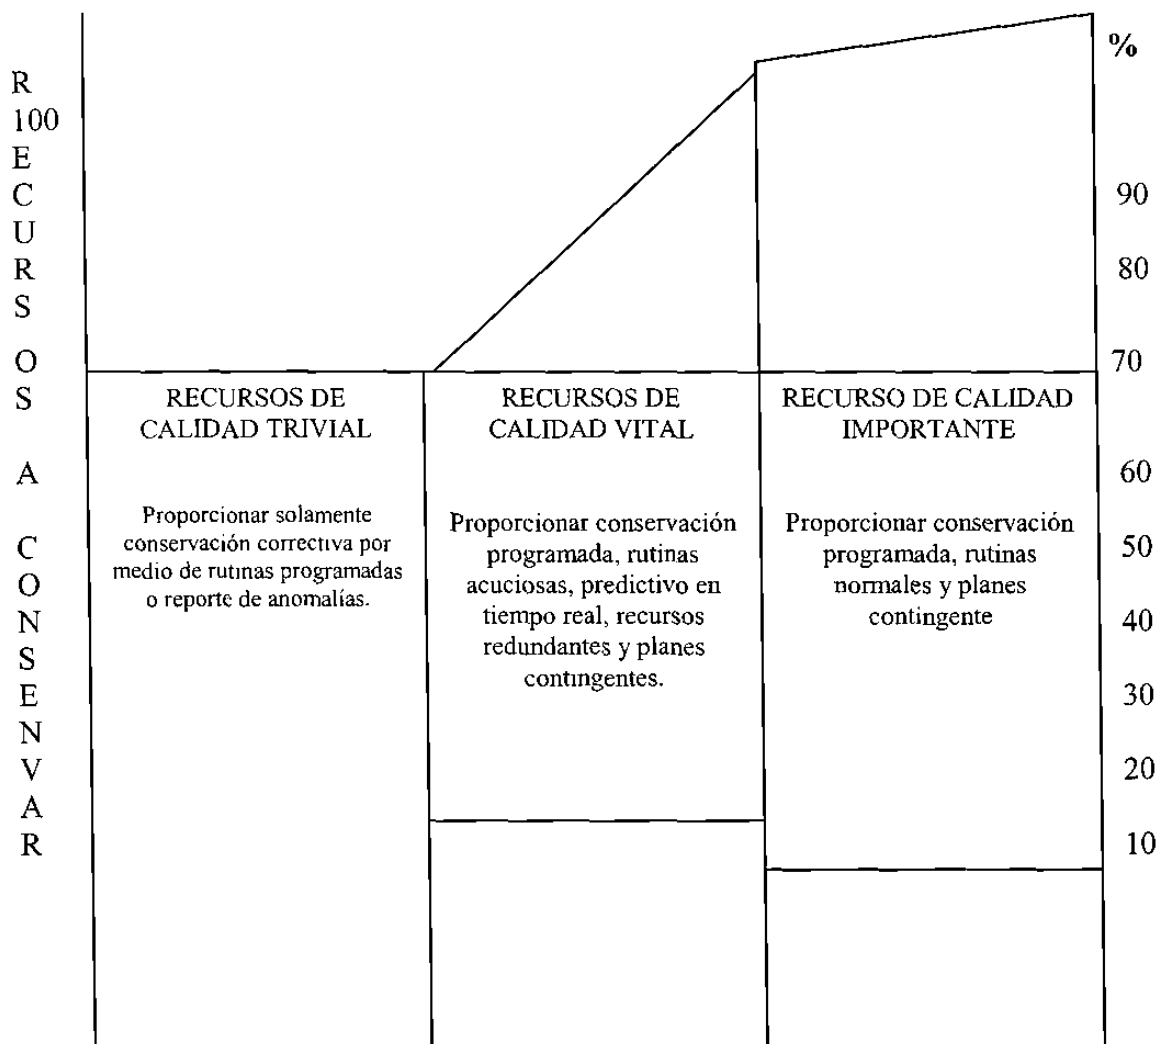 R
100
E
C
U
R
S
O
S
A
C
O
N
S
E
N
V
A
R
%
90
80
70
60
50
40
30
20
10
RECURSOS DE
CALIDAD TRIVIAL
Proporcionar solamente
conservación correctiva por
medio de rutinas programadas
o reporte de anomalías.
RECURSOS DE
CALIDAD VITAL
Proporcionar conservación
programada, rutinas
acuciosas, predictivo en
tiempo real, recursos
redundantes y planes
contingentes.
RECURSO DE CALIDAD
IMPORTANTE
Proporcionar conservación
programada, rutinas
normales y planes
contingente